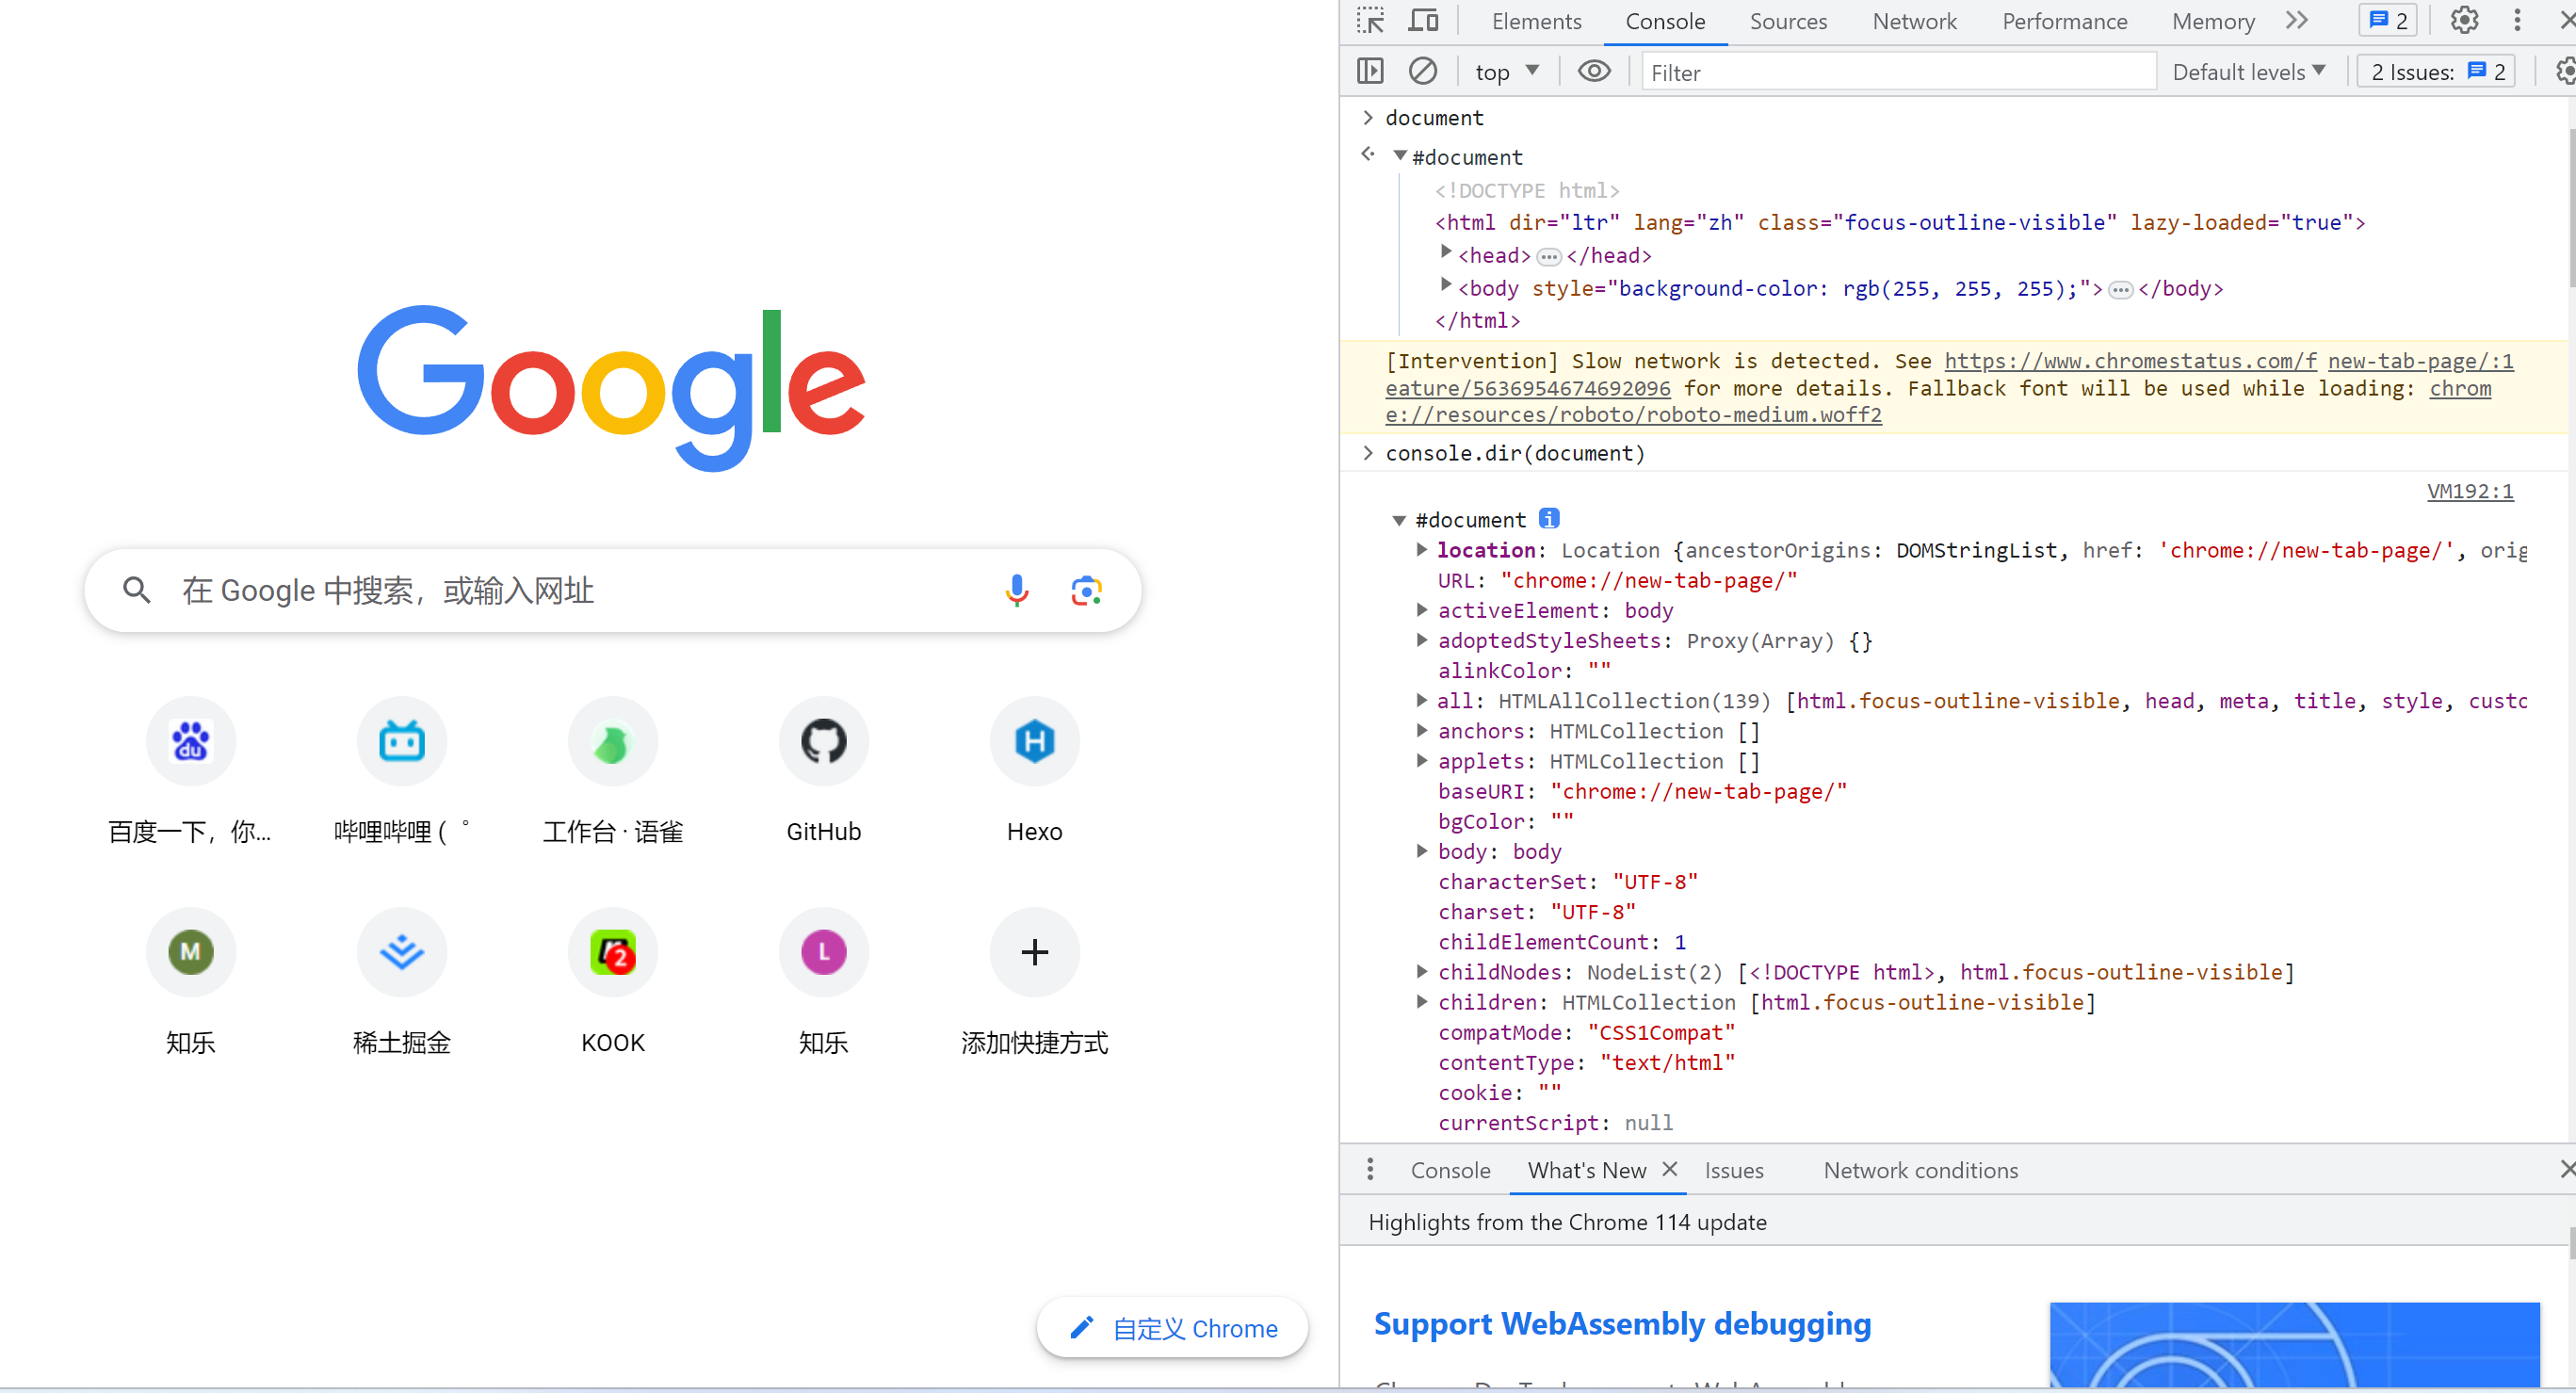 Google
在 Google 中搜索，或输入网址
百度一下，你...
哔哩哔哩 ( ゜
工作台 · 语雀
GitHub
Hexo
知乐
稀土掘金
KOOK
知乐
添加快捷方式
du
H
M
2
L
自定义 Chrome
Elements Console Sources Network Performance Memory 2
top Filter Default levels 2 Issues: 2
document
#document
<!DOCTYPE html>
<html dir="ltr" lang="zh" class="focus-outline-visible" lazy-loaded="true">
<head>…</head>
<body style="background-color: rgb(255, 255, 255);">…</body>
</html>
[Intervention] Slow network is detected. See https://www.chromestatus.com/f new-tab-page/:1
eature/5636954674692096 for more details. Fallback font will be used while loading: chrom
e://resources/roboto/roboto-medium.woff2
console.dir(document)
VM192:1
#document i
location: Location {ancestorOrigins: DOMStringList, href: 'chrome://new-tab-page/', orig
URL: "chrome://new-tab-page/"
activeElement: body
adoptedStyleSheets: Proxy(Array) {}
alinkColor: ""
all: HTMLAllCollection(139) [html.focus-outline-visible, head, meta, title, style, custo
anchors: HTMLCollection []
applets: HTMLCollection []
baseURI: "chrome://new-tab-page/"
bgColor: ""
body: body
characterSet: "UTF-8"
charset: "UTF-8"
childElementCount: 1
childNodes: NodeList(2) [<!DOCTYPE html>, html.focus-outline-visible]
children: HTMLCollection [html.focus-outline-visible]
compatMode: "CSS1Compat"
contentType: "text/html"
cookie: ""
currentScript: null
Console What's New Issues Network conditions
Highlights from the Chrome 114 update
Support WebAssembly debugging